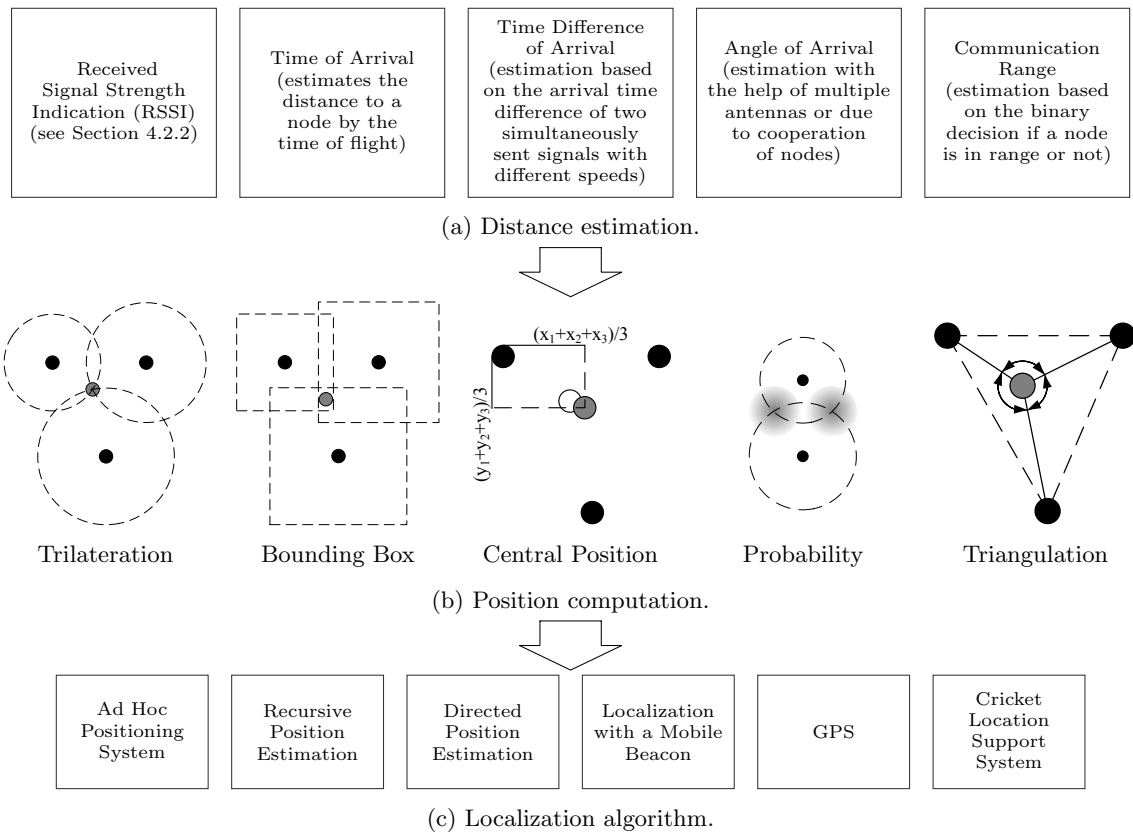 Received
Signal Strength
Indication (RSSI)
(see Section 4.2.2)
Time of Arrival
(estimates the
distance to a
node by the
time of flight)
Time Difference
of Arrival
(estimation based
on the arrival time
difference of two
simultaneously
sent signals with
different speeds)
Angle of Arrival
(estimation with
the help of multiple
antennas or due
to cooperation
of nodes)
Communication
Range
(estimation based
on the binary
decision if a node
is in range or not)
(a) Distance estimation.
(x₁+x₂+x₃)/3
(y₁+y₂+y₃)/3
Trilateration
Bounding Box
Central Position
Probability
Triangulation
(b) Position computation.
Ad Hoc
Positioning
System
Recursive
Position
Estimation
Directed
Position
Estimation
Localization
with a Mobile
Beacon
GPS
Cricket
Location
Support
System
(c) Localization algorithm.